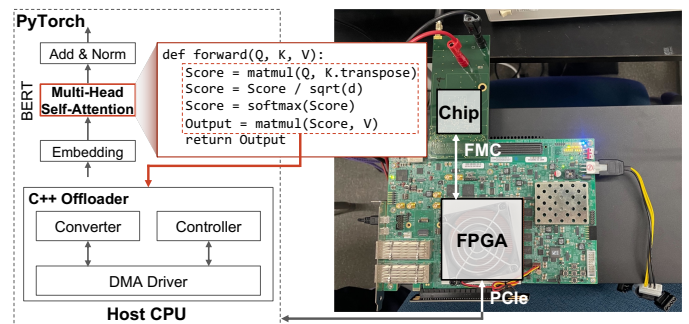 PyTorch
Add & Norm
BERT
Multi-Head
Self-Attention
Embedding
def forward(Q, K, V):
Score = matmul(Q, K.transpose)
Score = Score / sqrt(d)
Score = softmax(Score)
Output = matmul(Score, V)
return Output
C++ Offloader
Converter
Controller
DMA Driver
Host CPU
Chip
FMC
FPGA
PCIe